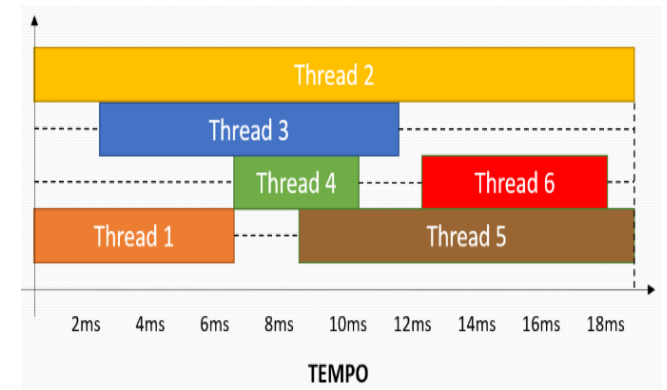 Thread 2
Thread 3
Thread 4 Thread 6
Thread 1 Thread 5
2ms 4ms 6ms 8ms 10ms 12ms 14ms 16ms 18ms
TEMPO